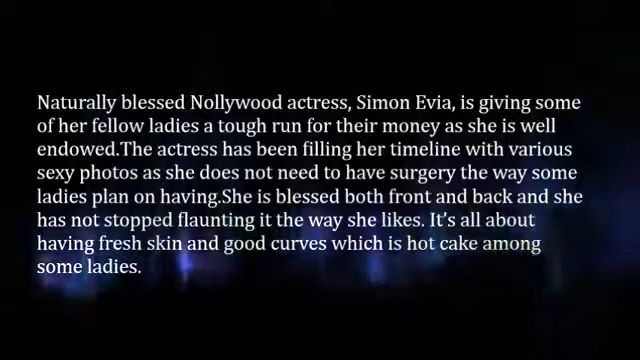 Naturally blessed Nollywood actress, Simon Evia, is giving some
of her fellow ladies a tough run for their money as she is well
endowed.The actress has been filling her timeline with various
sexy photos as she does not need to have surgery the way some
ladies plan on having.She is blessed both front and back and she
has not stopped flaunting it the way she likes. It’s all about
having fresh skin and good curves which is hot cake among
some ladies.